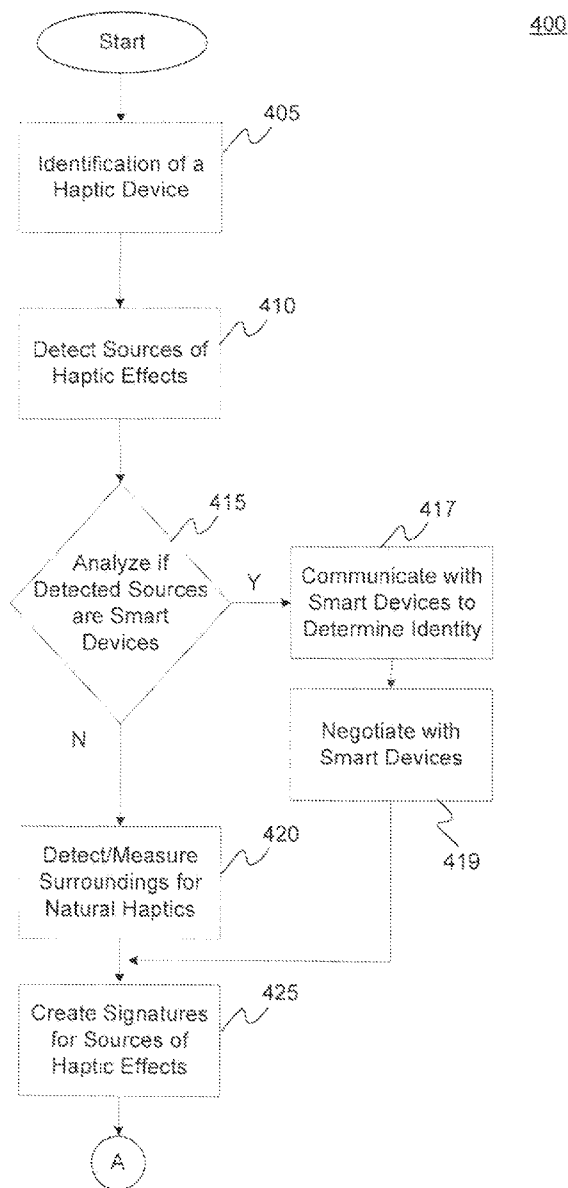 400
Start
405
Identification of a
Haptic Device
410
Detect Sources of
Haptic Effects
415
Analyze if
Detected Sources
are Smart
Devices
Y
417
Communicate with
Smart Devices to
Determine Identity
N
Negotiate with
Smart Devices
419
420
Detect/Measure
Surroundings for
Natural Haptics
425
Create Signatures
for Sources of
Haptic Effects
A